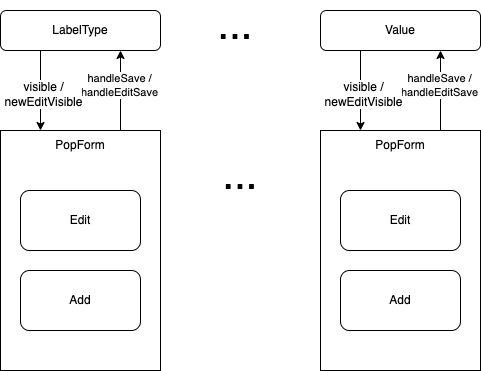 LabelType
...
Value
visible /
newEditVisible
handleSave /
handleEditSave
visible /
newEditVisible
handleSave /
handleEditSave
PopForm
...
PopForm
Edit
Edit
Add
Add